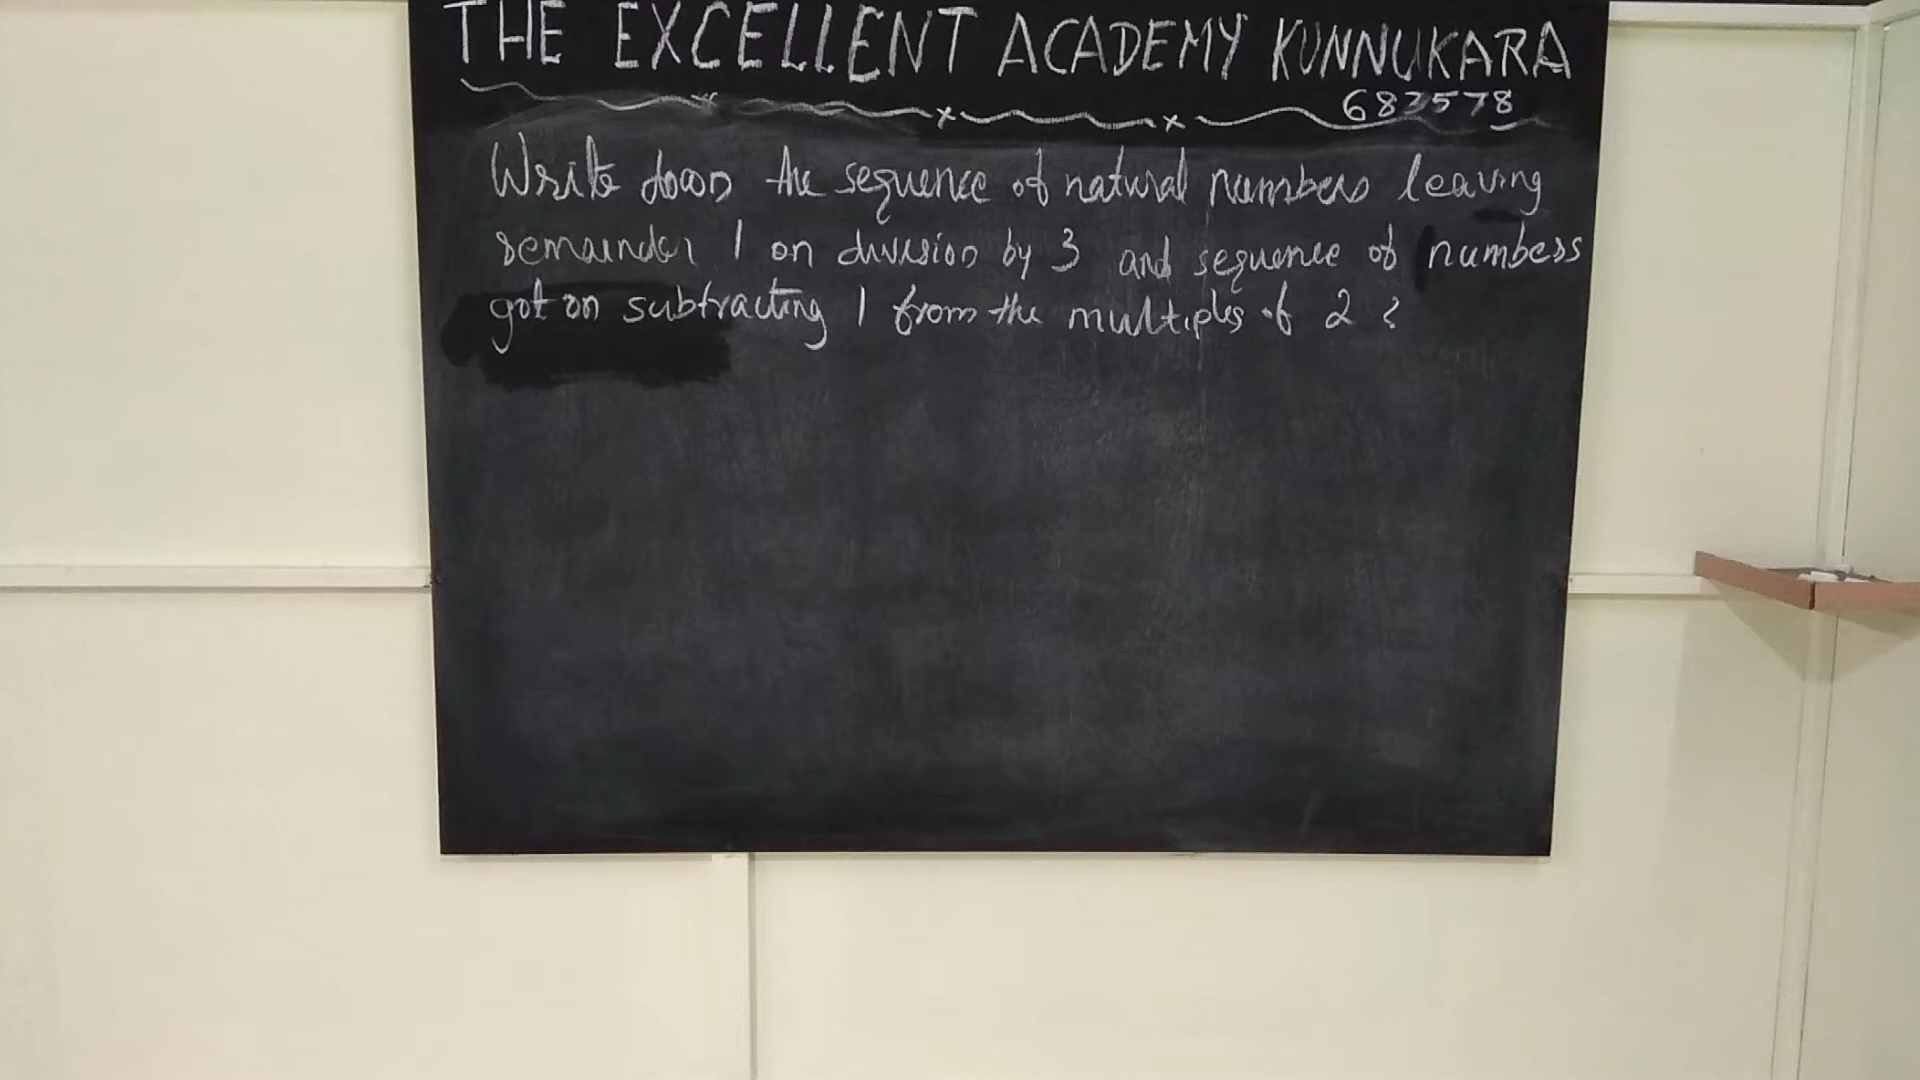 THE EXCELLENT ACADEMY KUNNUKARA
683578
Write down the sequence of natural numbers leaving
remainder 1 on division by 3 and sequence of numbers
got on subtracting 1 from the multiples of 2 ?